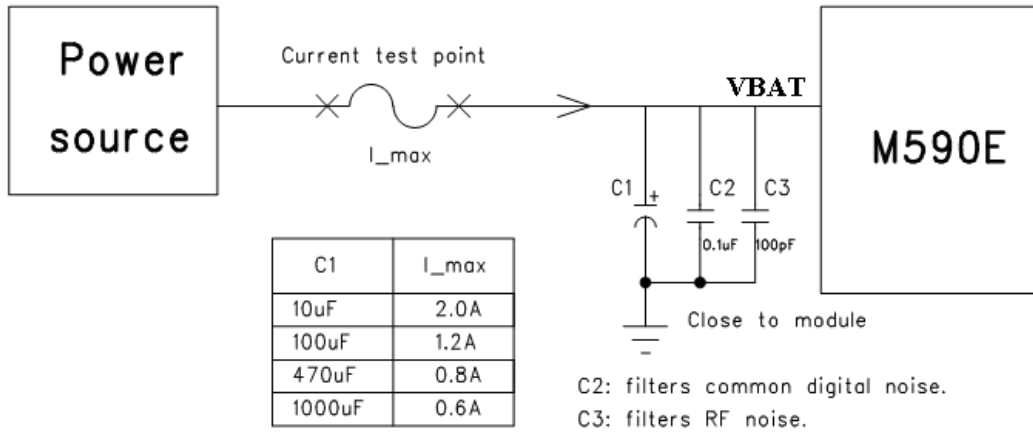 Power
source
Current test point
I_max
VBAT
M590E
C1
+
C2
C3
0.1uF
100pF
Close to module
C1 I_max
10uF 2.0A
100uF 1.2A
470uF 0.8A
1000uF 0.6A
C2: filters common digital noise.
C3: filters RF noise.